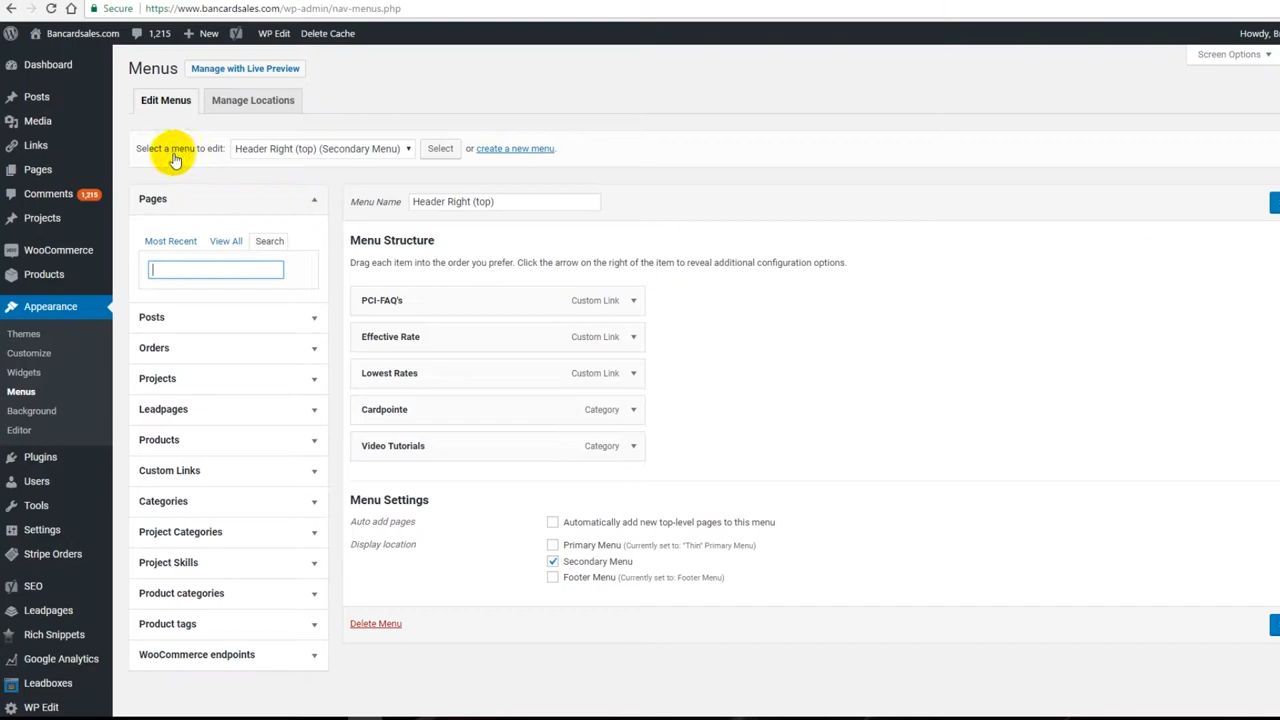 Secure https://www.bancardsales.com/wp-admin/nav-menus.php
Bancardsales.com 1,215 New WP Edit Delete Cache Howdy, B
Screen Options
Dashboard
Posts
Media
Links
Pages
Comments 1,215
Projects
WooCommerce
Products
Appearance
Themes
Customize
Widgets
Menus
Background
Editor
Plugins
Users
Tools
Settings
Stripe Orders
SEO
Leadpages
Rich Snippets
Google Analytics
Leadboxes
WP Edit
Menus Manage with Live Preview
Edit Menus Manage Locations
Select a menu to edit: Header Right (top) (Secondary Menu) Select or create a new menu.
Pages
Most Recent View All Search
Posts
Orders
Projects
Leadpages
Products
Custom Links
Categories
Project Categories
Project Skills
Product categories
Product tags
WooCommerce endpoints
Menu Name Header Right (top)
Menu Structure
Drag each item into the order you prefer. Click the arrow on the right of the item to reveal additional configuration options.
PCI-FAQ's Custom Link
Effective Rate Custom Link
Lowest Rates Custom Link
Cardpointe Category
Video Tutorials Category
Menu Settings
Auto add pages Automatically add new top-level pages to this menu
Display location Primary Menu (Currently set to: "Thin" Primary Menu)
Secondary Menu
Footer Menu (Currently set to: Footer Menu)
Delete Menu